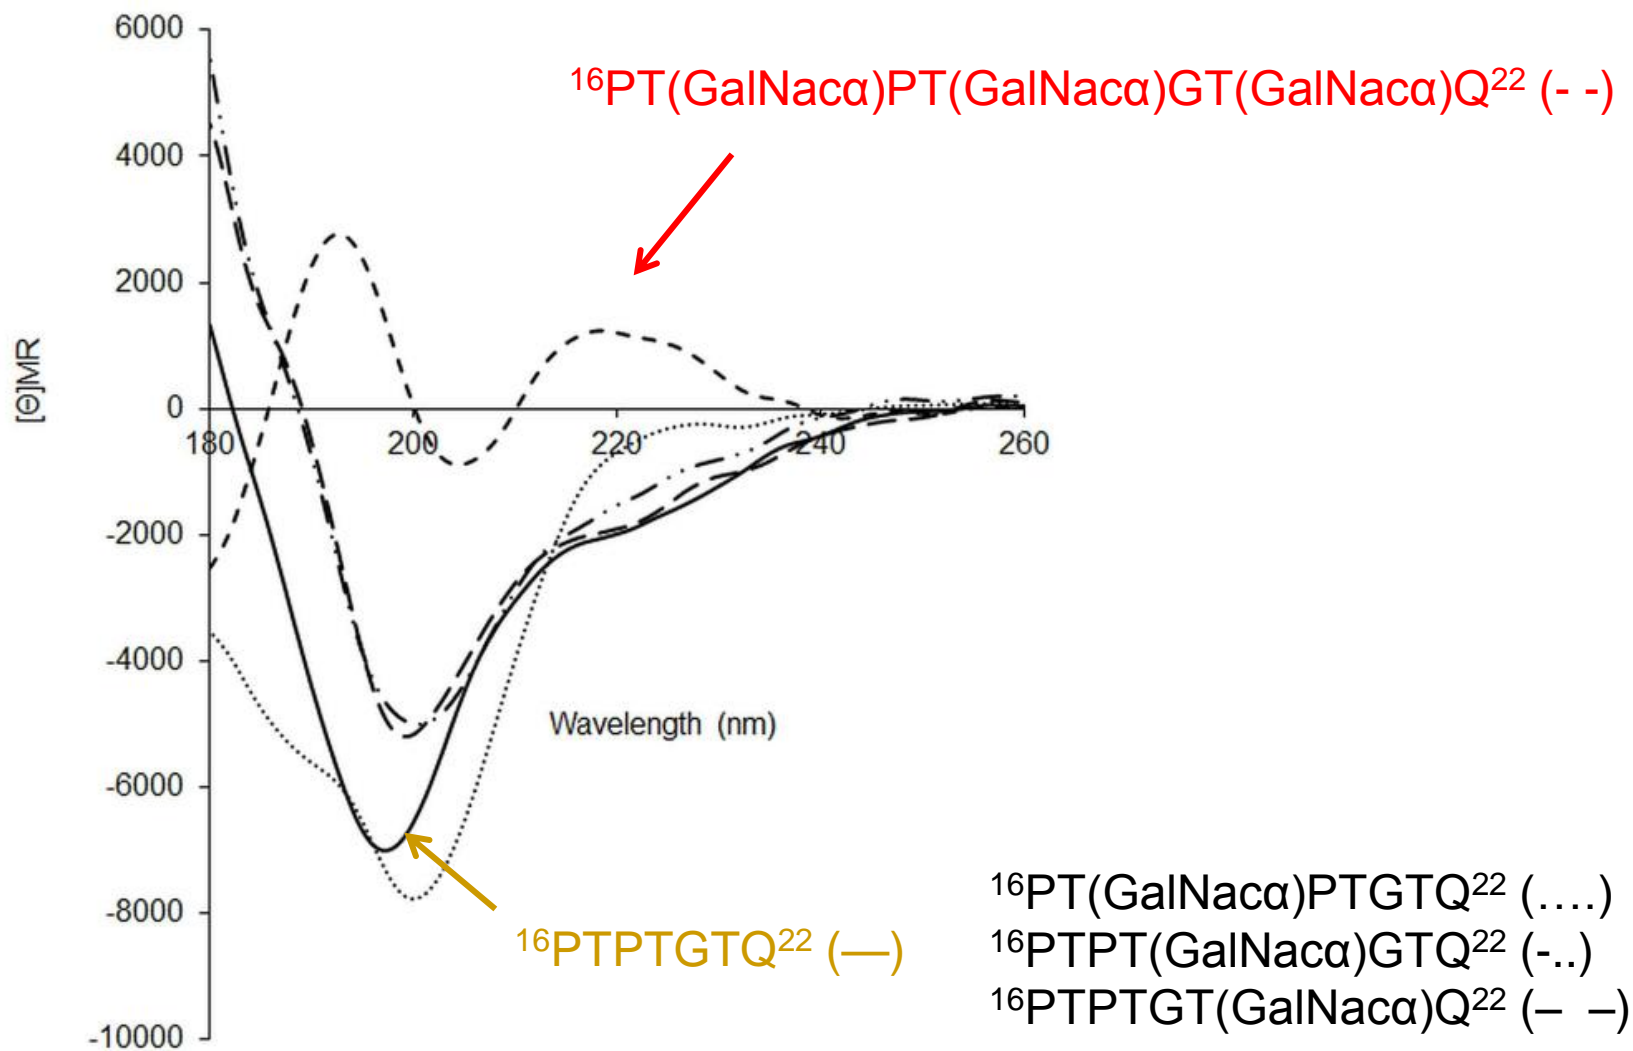 6000
¹⁶PT(GalNacα)PT(GalNacα)GT(GalNacα)Q²² (- -)
4000
2000
[Θ]MR
0
180 200 220 240 260
-2000
-4000
Wavelength (nm)
-6000
-8000
¹⁶PTPTGTQ²² (—)
¹⁶PT(GalNacα)PTGTQ²² (....)
¹⁶PTPT(GalNacα)GTQ²² (-..)
¹⁶PTPTGT(GalNacα)Q²² (– –)
-10000